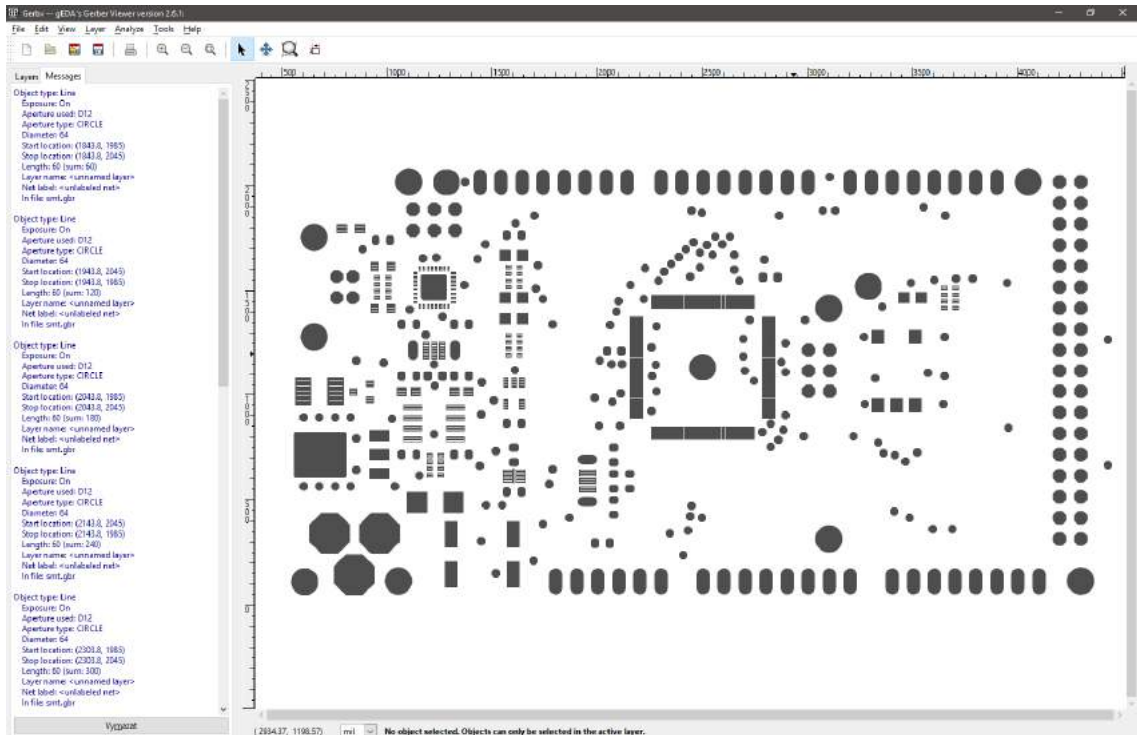 Gerbv -- gEDA's Gerber Viewer version 2.6.1
File Edit View Layer Analyze Tools Help
Layers Messages
Object type: Line
Exposure: On
Aperture used: D12
Aperture type: CIRCLE
Diameter: 64
Start location: (1843.8, 1985)
Stop location: (1843.8, 2045)
Length: 60 (sum: 60)
Layer name: <unnamed layer>
Net label: <unlabeled net>
In file: smt.gbr
Object type: Line
Exposure: On
Aperture used: D12
Aperture type: CIRCLE
Diameter: 64
Start location: (1943.8, 2045)
Stop location: (1943.8, 1985)
Length: 60 (sum: 120)
Layer name: <unnamed layer>
Net label: <unlabeled net>
In file: smt.gbr
Object type: Line
Exposure: On
Aperture used: D12
Aperture type: CIRCLE
Diameter: 64
Start location: (2043.8, 1985)
Stop location: (2043.8, 2045)
Length: 60 (sum: 180)
Layer name: <unnamed layer>
Net label: <unlabeled net>
In file: smt.gbr
Object type: Line
Exposure: On
Aperture used: D12
Aperture type: CIRCLE
Diameter: 64
Start location: (2143.8, 2045)
Stop location: (2143.8, 1985)
Length: 60 (sum: 240)
Layer name: <unnamed layer>
Net label: <unlabeled net>
In file: smt.gbr
Object type: Line
Exposure: On
Aperture used: D12
Aperture type: CIRCLE
Diameter: 64
Start location: (2303.8, 1985)
Stop location: (2303.8, 2045)
Length: 60 (sum: 300)
Layer name: <unnamed layer>
Net label: <unlabeled net>
In file: smt.gbr
Vymazat
500 1000 1500 2000 2500 3000 3500 4000
2500
2000
1500
1000
500
0
(2934.37, 1198.57) mil No object selected. Objects can only be selected in the active layer.